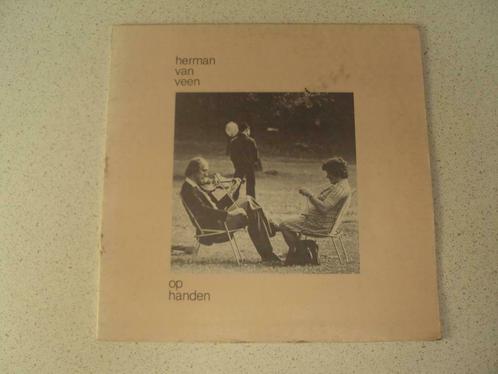 herman
van
veen
op
handen